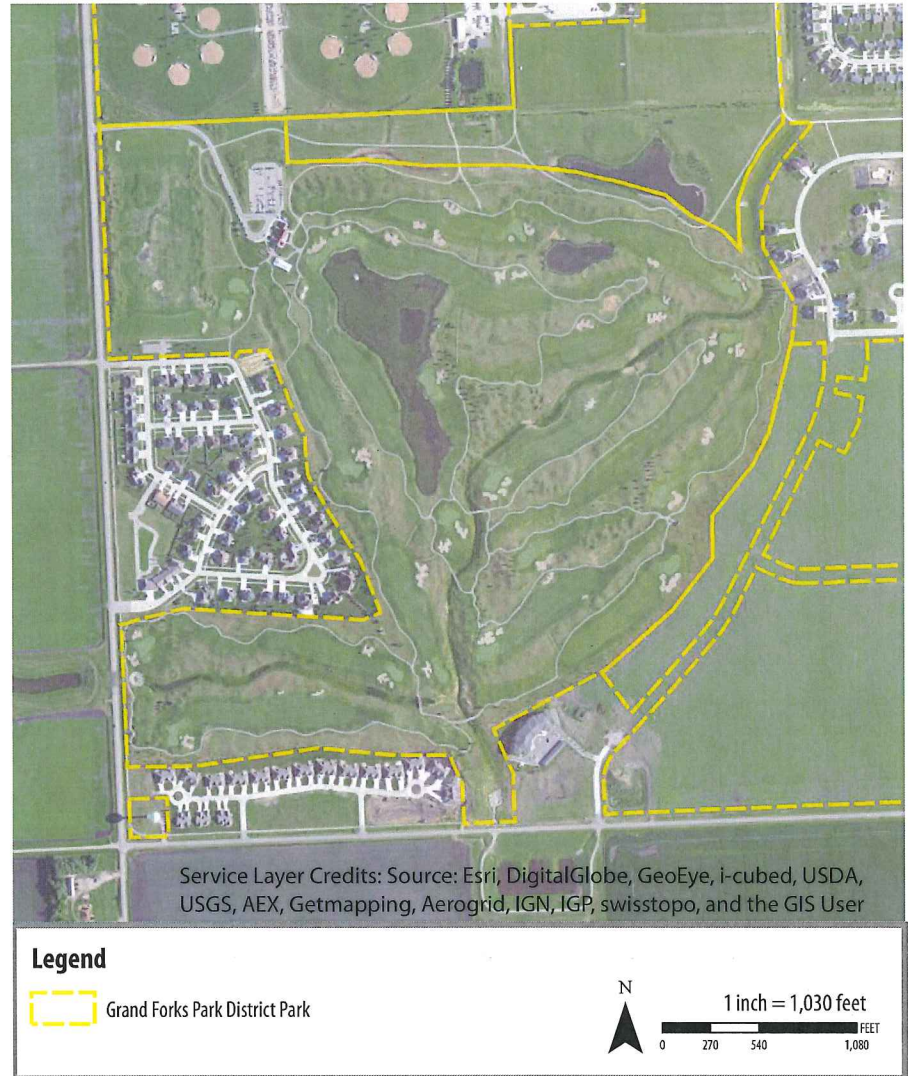 Service Layer Credits: Source: Esri, DigitalGlobe, GeoEye, i-cubed, USDA,
USGS, AEX, Getmapping, Aerogrid, IGN, IGP, swisstopo, and the GIS User
Legend
Grand Forks Park District Park
N
1 inch = 1,030 feet
FEET
0 270 540 1,080